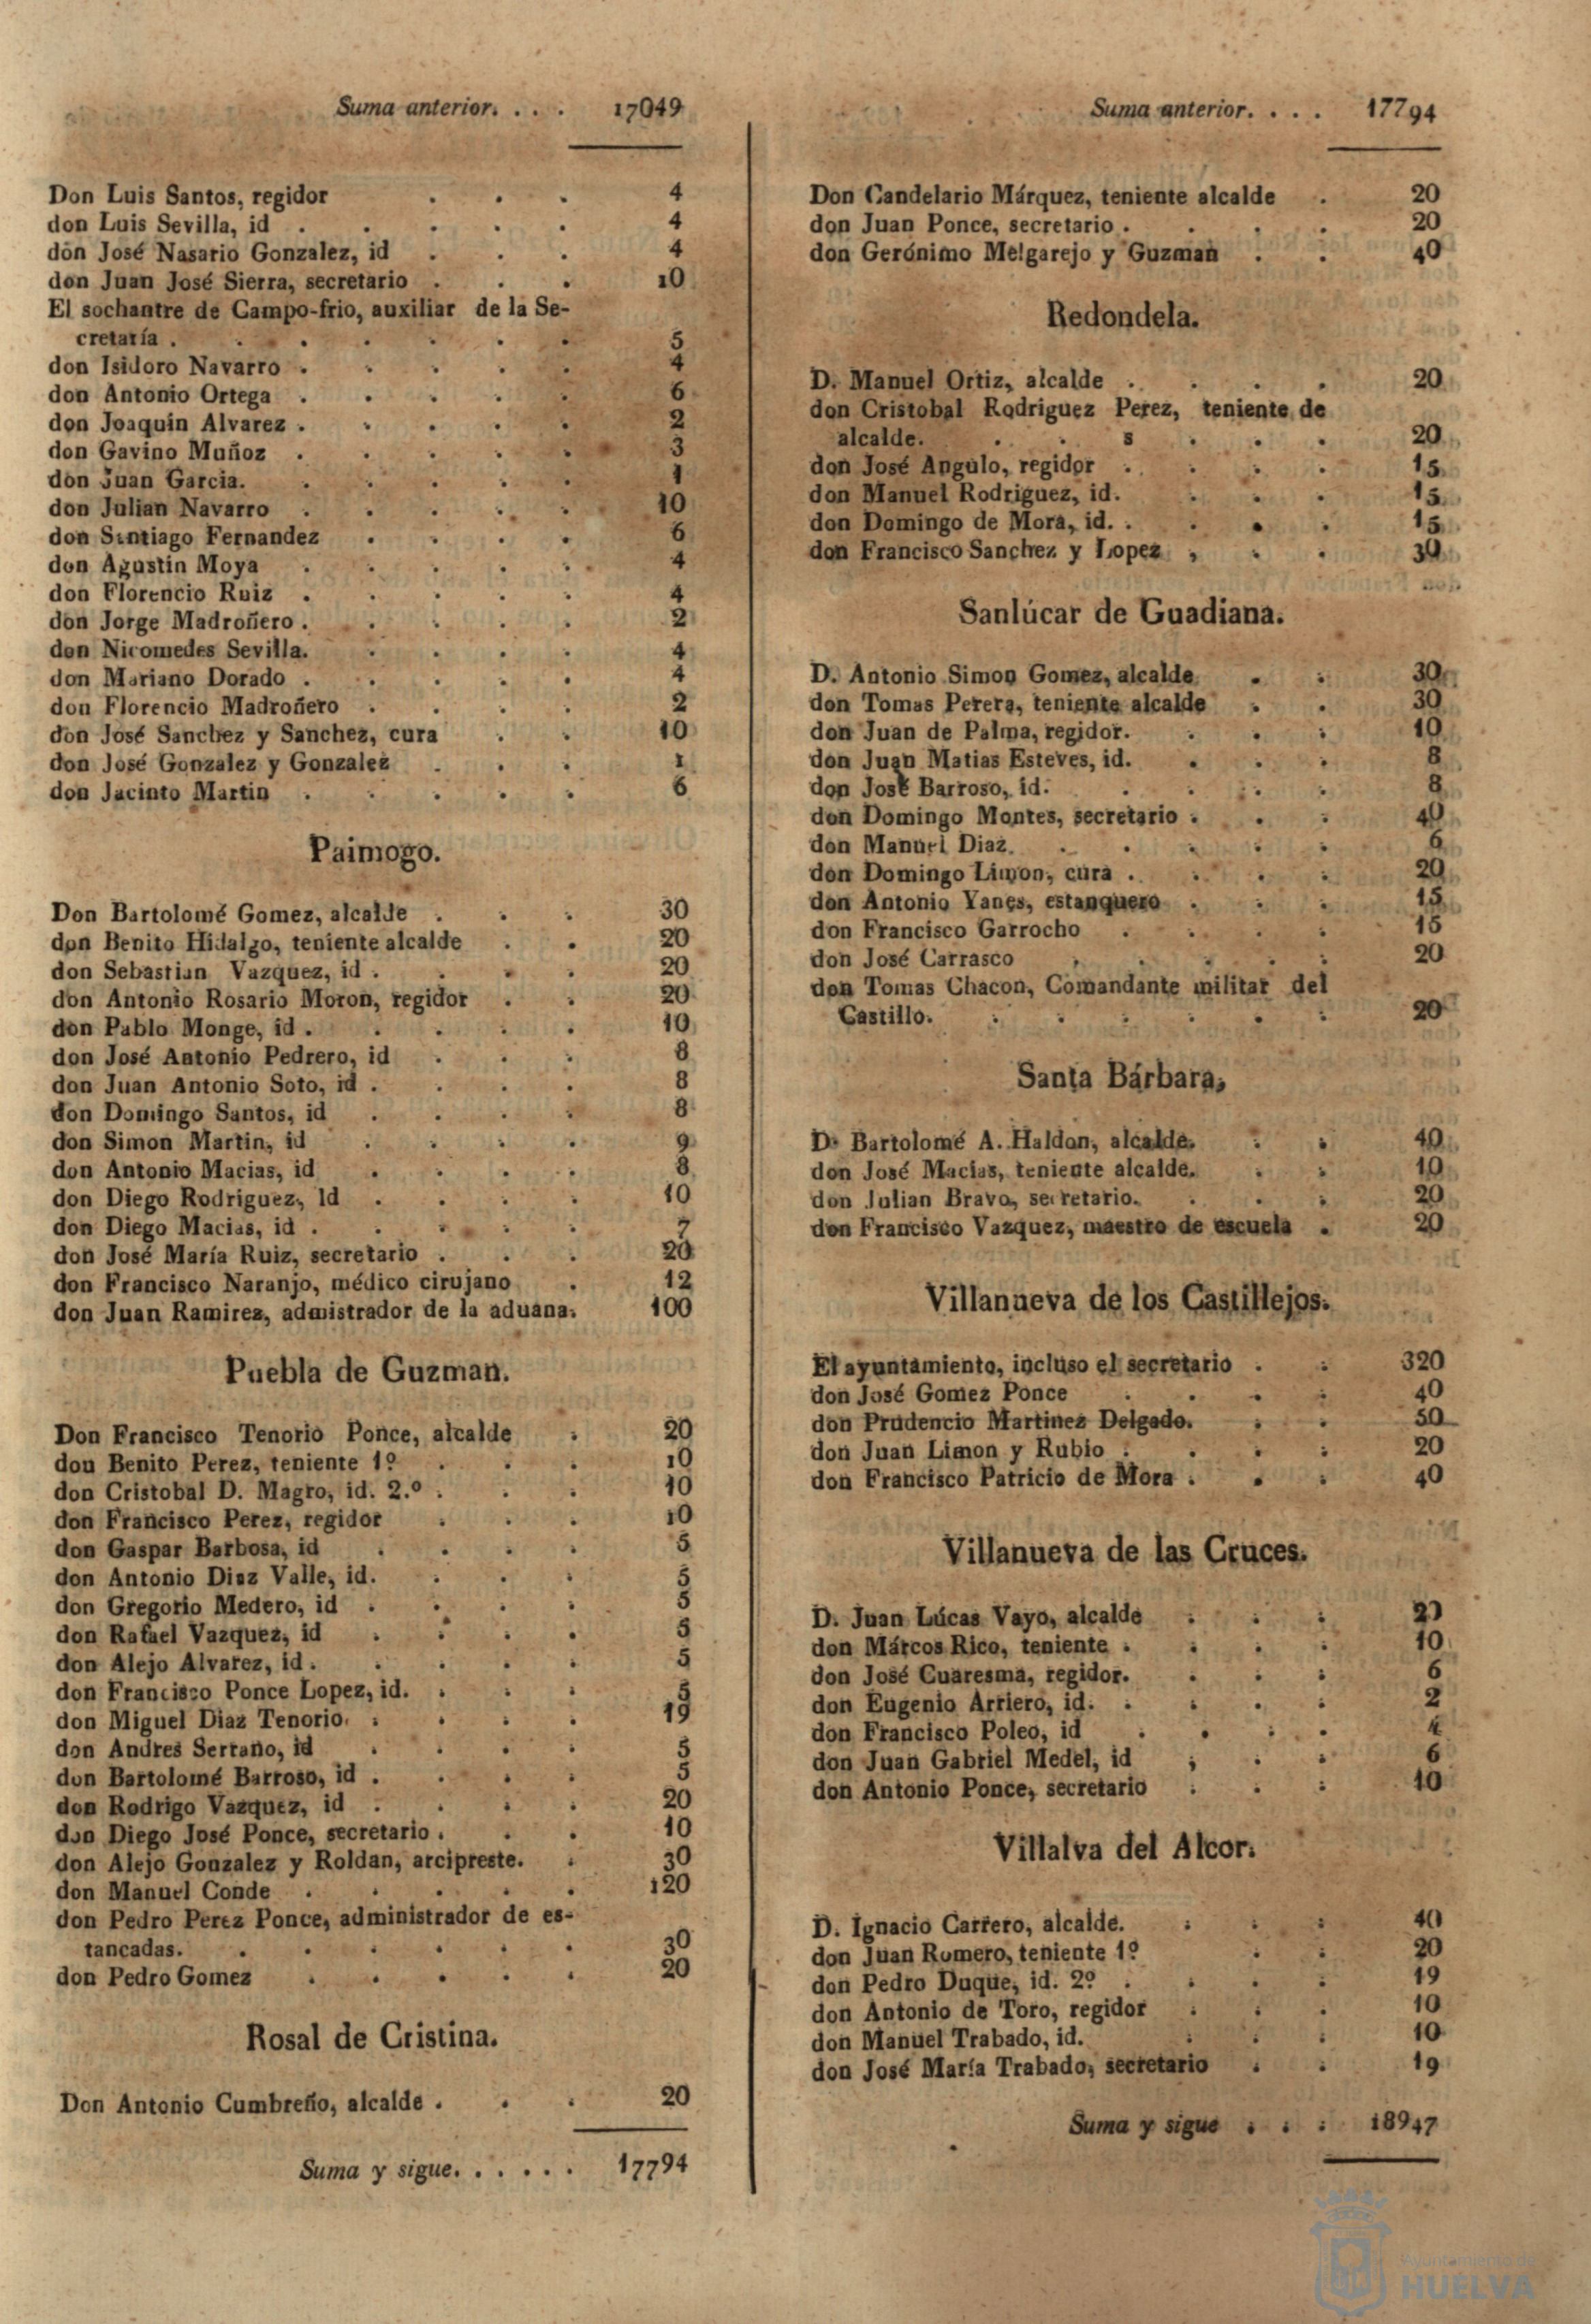 Suma anterior. . . . 17049
Don Luis Santos, regidor . . . 4
don Luis Sevilla, id . . . . . 4
don José Nasario Gonzalez, id . . . 4
don Juan José Sierra, secretario . . . 10
El sochantre de Campo-frio, auxiliar de la Se-
cretaría . . . . . . . 5
don Isidoro Navarro . . . . . 4
don Antonio Ortega . . . . . 6
don Joaquin Alvarez . . . . . 2
don Gavino Muñoz . . . . . 3
don Juan Garcia. . . . . . 1
don Julian Navarro . . . . . 10
don Santiago Fernandez . . . . 6
don Agustin Moya . . . . . 4
don Florencio Ruiz . . . . . 4
don Jorge Madroñero . . . . . 2
don Nicomedes Sevilla. . . . . 4
don Mariano Dorado . . . . . 4
don Florencio Madroñero . . . . 2
don José Sanchez y Sanchez, cura . . 10
don José Gonzalez y Gonzalez . . . 1
don Jacinto Martin . . . . . 6
Paimogo.
Don Bartolomé Gomez, alcalde . . . 30
don Benito Hidalgo, teniente alcalde . . 20
don Sebastian Vazquez, id . . . . 20
don Antonio Rosario Moron, regidor . . 20
don Pablo Monge, id . . . . . 10
don José Antonio Pedrero, id . . . 8
don Juan Antonio Soto, id . . . . 8
don Domingo Santos, id . . . . 8
don Simon Martin, id . . . . 9
don Antonio Macias, id . . . . 8
don Diego Rodriguez, id . . . . 10
don Diego Macias, id . . . . . 7
don José María Ruiz, secretario . . . 20
don Francisco Naranjo, médico cirujano . 12
don Juan Ramirez, admistrador de la aduana. 100
Puebla de Guzman.
Don Francisco Tenorio Ponce, alcalde . 20
don Benito Perez, teniente 1º . . . 10
don Cristobal D. Magro, id. 2.º . . . 10
don Francisco Perez, regidor . . . 10
don Gaspar Barbosa, id . . . . 5
don Antonio Diaz Valle, id. . . . 5
don Gregorio Medero, id . . . . 5
don Rafael Vazquez, id . . . . 5
don Alejo Alvarez, id . . . . . 5
don Francisco Ponce Lopez, id. . . . 5
don Miguel Diaz Tenorio. . . . . 19
don Andres Serrano, id . . . . 5
don Bartolomé Barroso, id . . . . 5
don Rodrigo Vazquez, id . . . . 20
don Diego José Ponce, secretario . . . 10
don Alejo Gonzalez y Roldan, arcipreste. . 30
don Manuel Conde . . . . . 120
don Pedro Perez Ponce, administrador de es-
tancadas. . . . . . . 30
don Pedro Gomez . . . . . 20
Rosal de Cristina.
Don Antonio Cumbreño, alcalde . . . 20
Suma y sigue. . . . . . 17794
Suma anterior. . . . 17794
Don Candelario Márquez, teniente alcalde . 20
don Juan Ponce, secretario . . . . 20
don Gerónimo Melgarejo y Guzman . . 40
Redondela.
D. Manuel Ortiz, alcalde . . . . 20
don Cristobal Rodriguez Perez, teniente de
alcalde. . . s . . . 20
don José Angulo, regidor . . . . 15
don Manuel Rodriguez, id. . . . 15
don Domingo de Mora, id. . . . . 15
don Francisco Sanchez y Lopez , . . 30
Sanlúcar de Guadiana.
D. Antonio Simon Gomez, alcalde . . 30
don Tomas Perera, teniente alcalde . . 30
don Juan de Palma, regidor. . . . 10
don Juan Matias Esteves, id. . . . 8
don José Barroso, id. . . . . 8
don Domingo Montes, secretario . . . 40
don Manuel Diaz. . . . . . 6
don Domingo Limon, cura . . . . 20
don Antonio Yanes, estanquero . . . 15
don Francisco Garrocho . . . . 15
don José Carrasco . . . . . 20
don Tomas Chacon, Comandante militar del
Castillo. . . . . . . 20
Santa Bárbara,
D. Bartolomé A. Haldon, alcalde. . . 40
don José Macias, teniente alcalde. . . 10
don Julian Bravo, secretario. . . . 20
don Francisco Vazquez, maestro de escuela . 20
Villanueva de los Castillejos.
El ayuntamiento, incluso el secretario . . 320
don José Gomez Ponce . . . . 40
don Prudencio Martinez Delgado. . . 50
don Juan Limon y Rubio . . . . 20
don Francisco Patricio de Mora . . . 40
Villanueva de las Cruces.
D. Juan Lúcas Vayo, alcalde . . . 20
don Márcos Rico, teniente . . . . 10
don José Cuaresma, regidor. . . . 6
don Eugenio Arriero, id. . . . . 2
don Francisco Poleo, id . . . . 4
don Juan Gabriel Medel, id ; . . 6
don Antonio Ponce, secretario . . . 10
Villalva del Alcor.
D. Ignacio Carrero, alcalde. . . . 40
don Juan Romero, teniente 1º . . 20
don Pedro Duque, id. 2º . . . . 19
don Antonio de Toro, regidor . . . 10
don Manuel Trabado, id. . . . 10
don José María Trabado, secretario . . 19
Suma y sigue . . . 18947
Ayuntamiento de
HUELVA